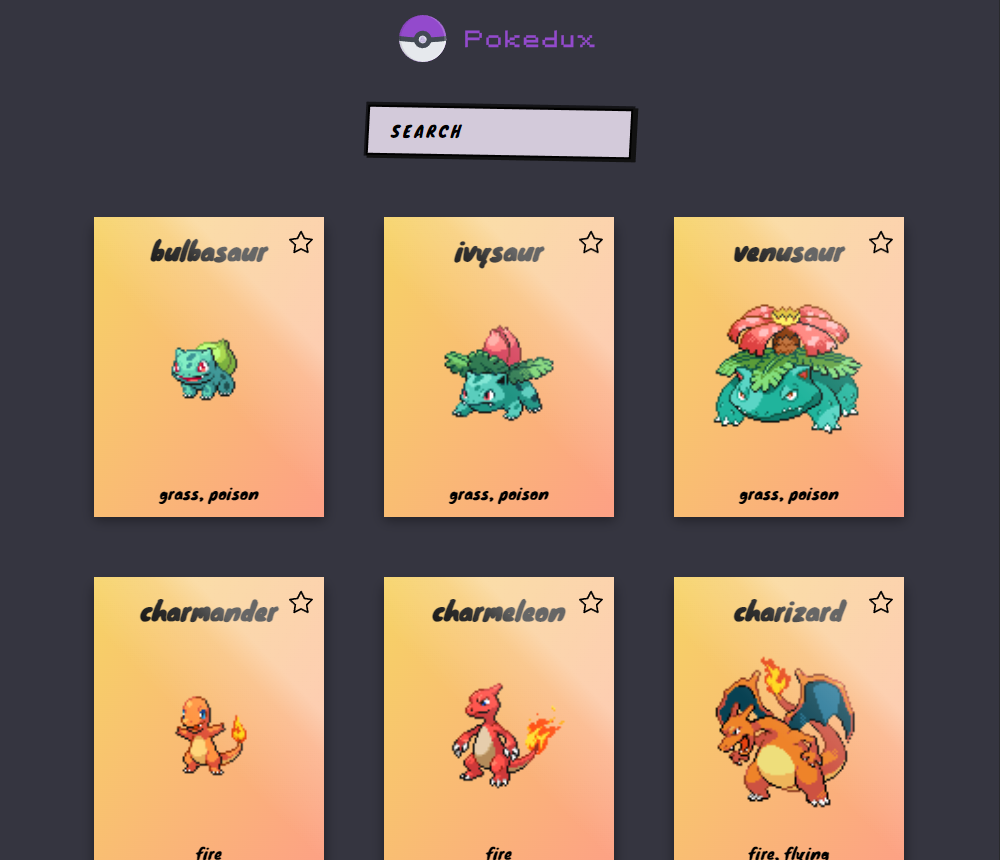 Pokedux
SEARCH
bulbasaur
ivysaur
venusaur
grass, poison
grass, poison
grass, poison
charmander
charmeleon
charizard
fire
fire
fire, flying